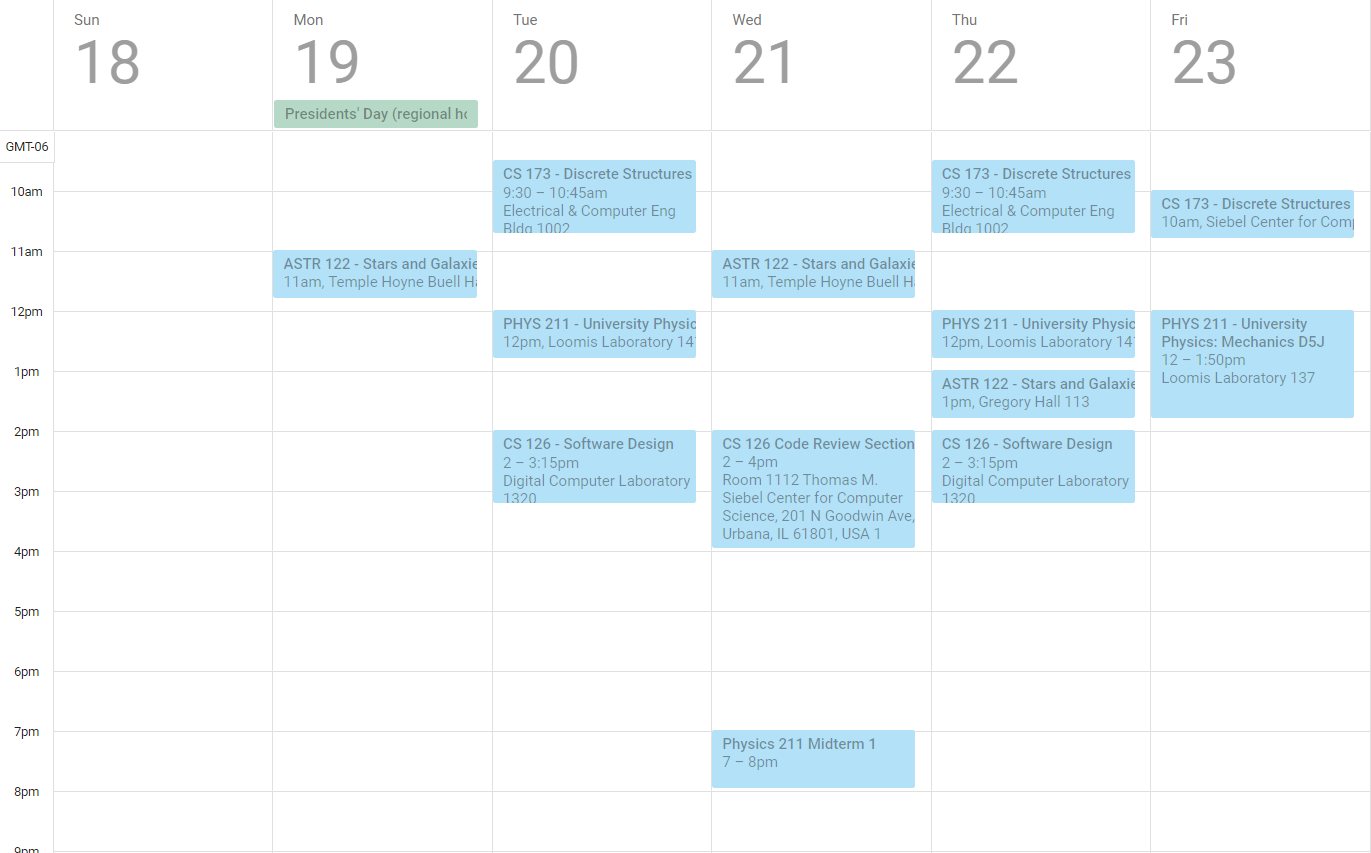 Sun
18
Mon
19
Tue
20
Wed
21
Thu
22
Fri
23
Presidents' Day (regional ho
GMT-06
10am
11am
12pm
1pm
2pm
3pm
4pm
5pm
6pm
7pm
8pm
9pm
ASTR 122 - Stars and Galaxie
11am, Temple Hoyne Buell Ha
CS 173 - Discrete Structures
9:30 – 10:45am
Electrical & Computer Eng
Bldg 1002
PHYS 211 - University Physic
12pm, Loomis Laboratory 141
CS 126 - Software Design
2 – 3:15pm
Digital Computer Laboratory
1320
ASTR 122 - Stars and Galaxie
11am, Temple Hoyne Buell Ha
CS 126 Code Review Section
2 – 4pm
Room 1112 Thomas M.
Siebel Center for Computer
Science, 201 N Goodwin Ave,
Urbana, IL 61801, USA 1
Physics 211 Midterm 1
7 – 8pm
CS 173 - Discrete Structures
9:30 – 10:45am
Electrical & Computer Eng
Bldg 1002
PHYS 211 - University Physic
12pm, Loomis Laboratory 141
ASTR 122 - Stars and Galaxie
1pm, Gregory Hall 113
CS 126 - Software Design
2 – 3:15pm
Digital Computer Laboratory
1320
CS 173 - Discrete Structures
10am, Siebel Center for Comp
PHYS 211 - University
Physics: Mechanics D5J
12 – 1:50pm
Loomis Laboratory 137